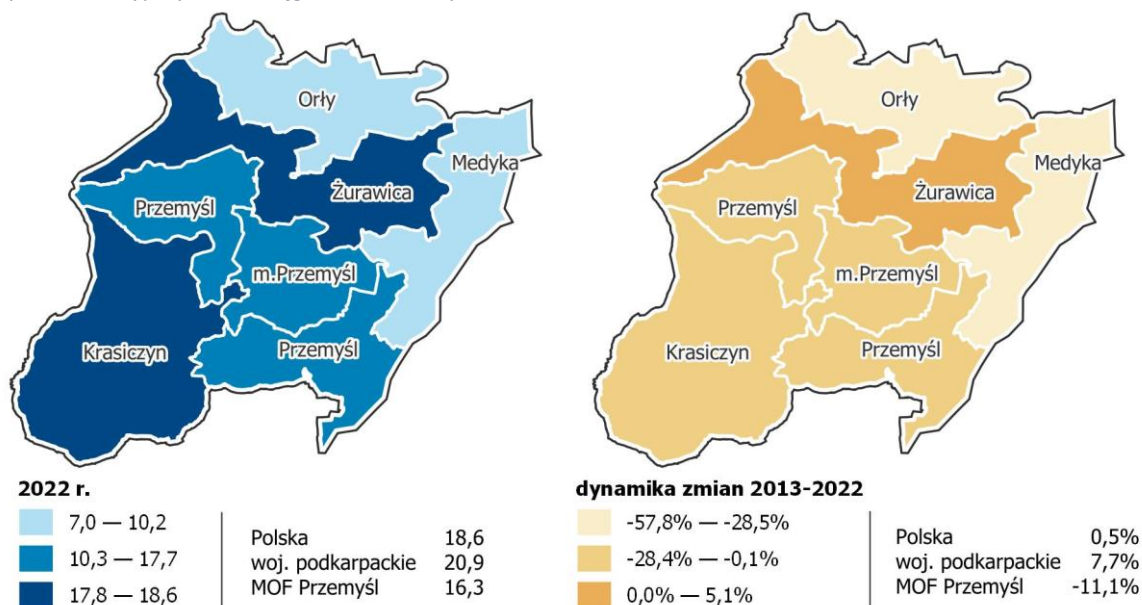 Orły
Medyka
Żurawica
Przemyśl
m.Przemyśl
Krasiczyn
Przemyśl
2022 r.
7,0 — 10,2
10,3 — 17,7
17,8 — 18,6
Polska 18,6
woj. podkarpackie 20,9
MOF Przemyśl 16,3
Orły
Medyka
Żurawica
Przemyśl
m.Przemyśl
Krasiczyn
Przemyśl
dynamika zmian 2013-2022
-57,8% — -28,5%
-28,4% — -0,1%
0,0% — 5,1%
Polska 0,5%
woj. podkarpackie 7,7%
MOF Przemyśl -11,1%